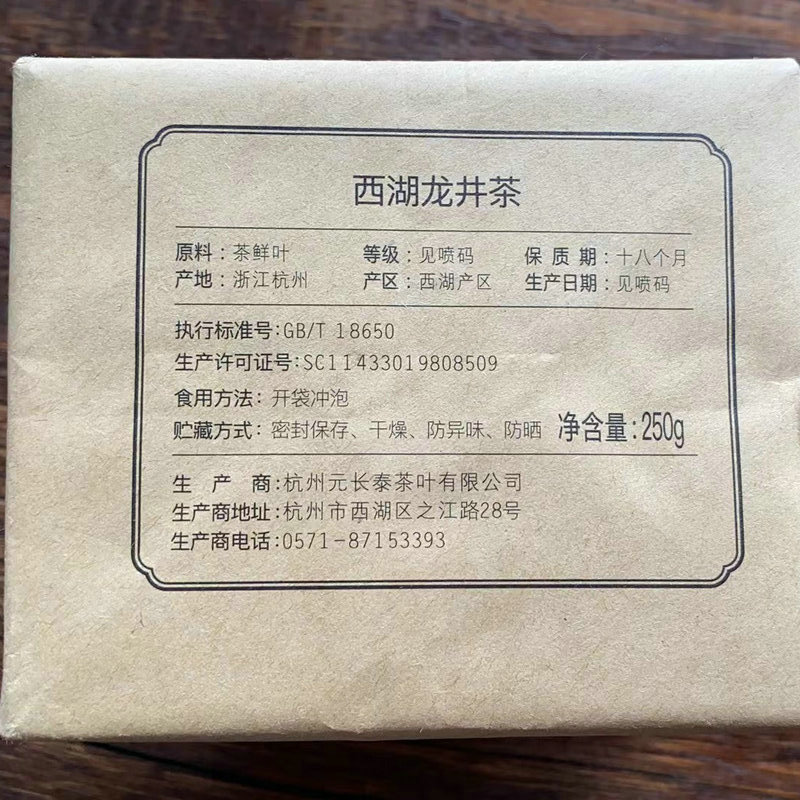 西湖龙井茶
原料：茶鲜叶 等级：见喷码 保质期：十八个月
产地：浙江杭州 产区：西湖产区 生产日期：见喷码
执行标准号：GB/T 18650
生产许可证号：SC11433019808509
食用方法：开袋冲泡
贮藏方式：密封保存、干燥、防异味、防晒 净含量：250g
生产商：杭州元长泰茶叶有限公司
生产商地址：杭州市西湖区之江路28号
生产商电话：0571-87153393